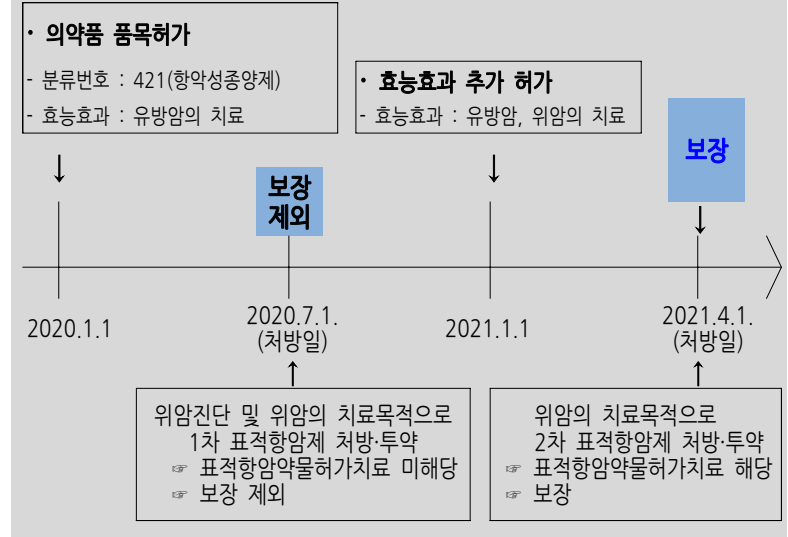 · 의약품 품목허가
- 분류번호 : 421(항악성종양제)
- 효능효과 : 유방암의 치료
· 효능효과 추가 허가
- 효능효과 : 유방암, 위암의 치료
보장
제외
보장
↓
↓
↓
2020.1.1
2020.7.1.
(처방일)
2021.1.1
2021.4.1.
(처방일)
↑
↑
위암진단 및 위암의 치료목적으로
1차 표적항암제 처방·투약
☞ 표적항암약물허가치료 미해당
☞ 보장 제외
위암의 치료목적으로
2차 표적항암제 처방·투약
☞ 표적항암약물허가치료 해당
☞ 보장